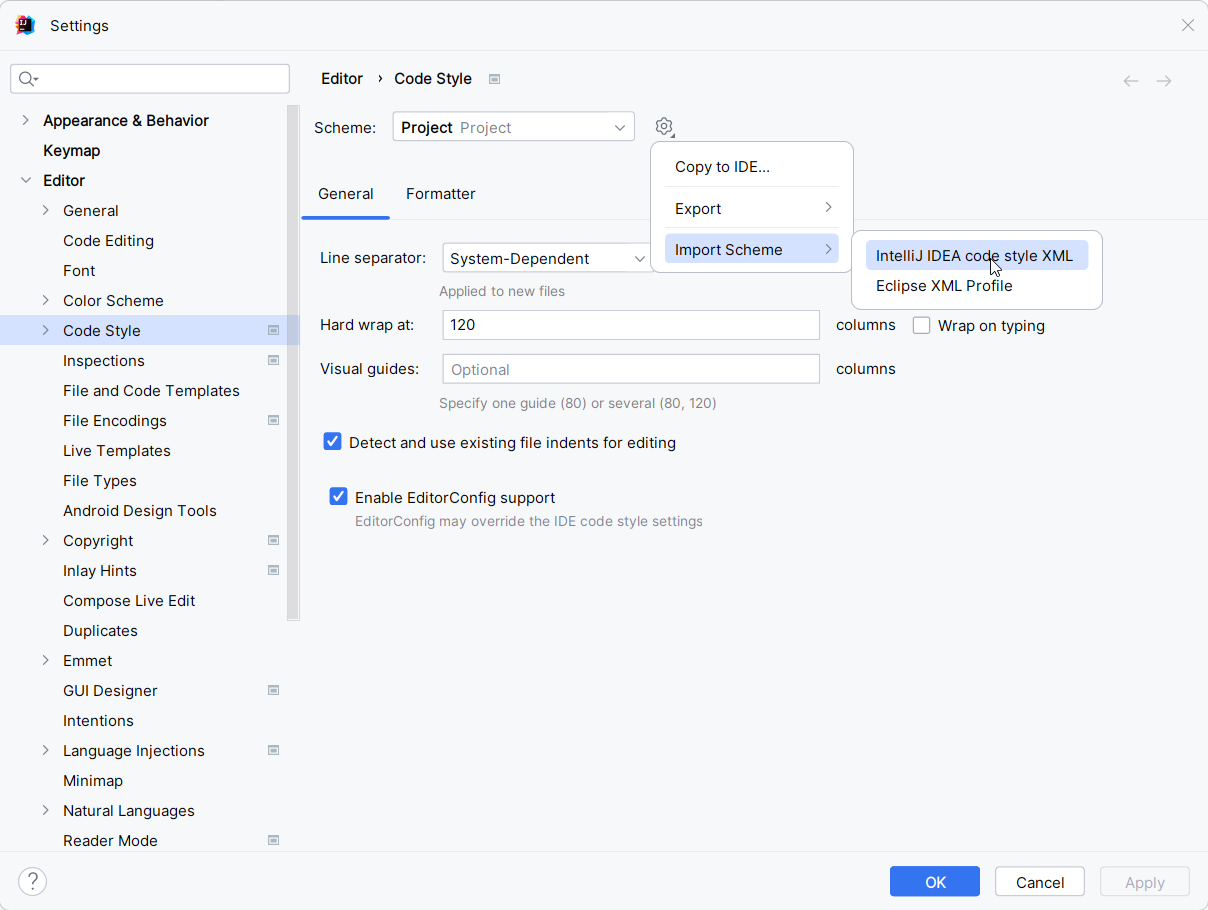 Settings
Editor › Code Style
Appearance & Behavior
Keymap
Editor
General
Code Editing
Font
Color Scheme
Code Style
Inspections
File and Code Templates
File Encodings
Live Templates
File Types
Android Design Tools
Copyright
Inlay Hints
Compose Live Edit
Duplicates
Emmet
GUI Designer
Intentions
Language Injections
Minimap
Natural Languages
Reader Mode
Scheme: Project Project
Copy to IDE...
Export
Import Scheme
IntelliJ IDEA code style XML
Eclipse XML Profile
General Formatter
Line separator: System-Dependent
Applied to new files
Hard wrap at: 120 columns Wrap on typing
Visual guides: Optional columns
Specify one guide (80) or several (80, 120)
Detect and use existing file indents for editing
Enable EditorConfig support
EditorConfig may override the IDE code style settings
? OK Cancel Apply